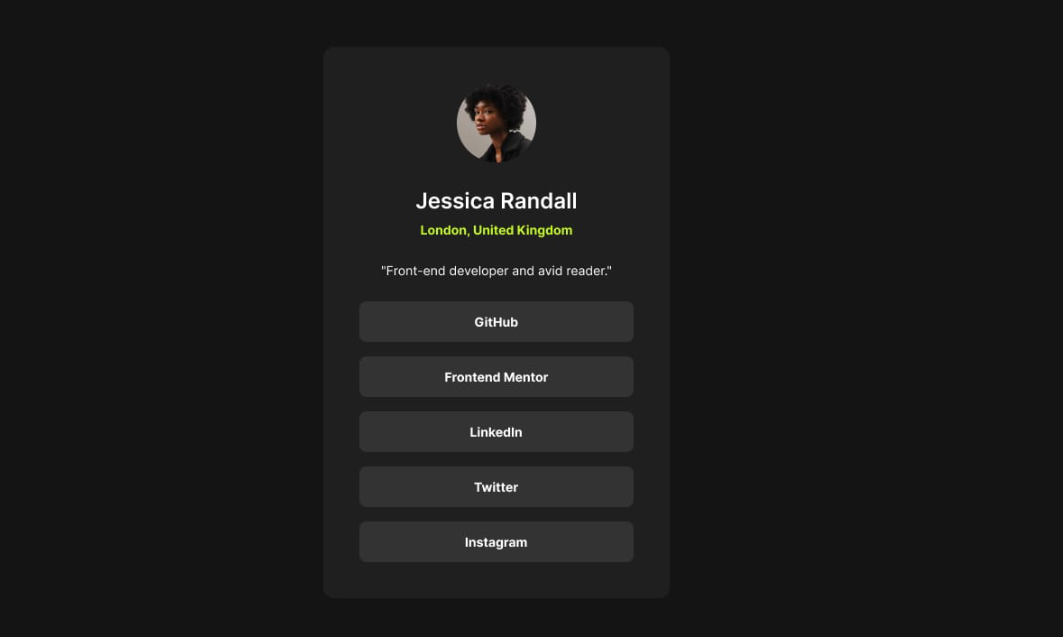 Jessica Randall
London, United Kingdom
"Front-end developer and avid reader."
GitHub
Frontend Mentor
LinkedIn
Twitter
Instagram